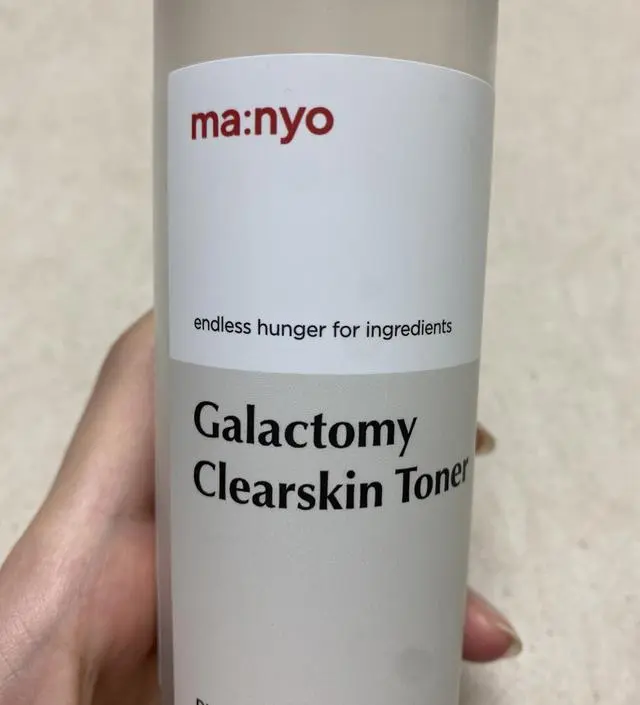 ma:nyo
endless hunger for ingredients
Galactomy
Clearskin Toner